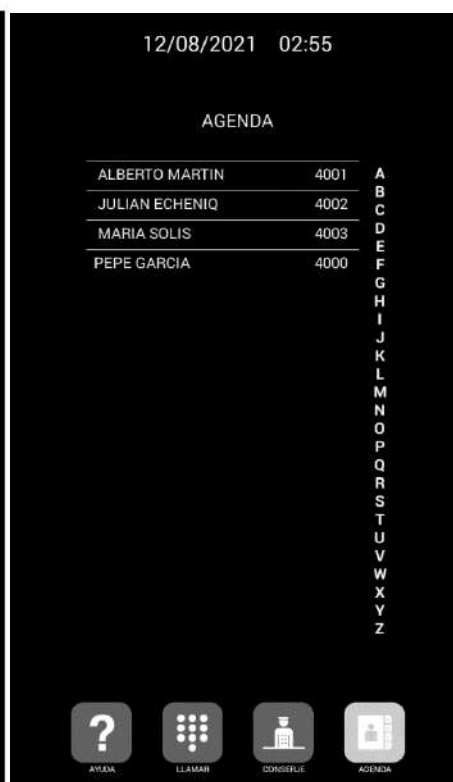 12/08/2021 02:55
AGENDA
ALBERTO MARTIN 4001
JULIAN ECHENIQ 4002
MARIA SOLIS 4003
PEPE GARCIA 4000
A
B
C
D
E
F
G
H
I
J
K
L
M
N
O
P
Q
R
S
T
U
V
W
X
Y
Z
?
AYUDA LLAMAR CONSERJE AGENDA